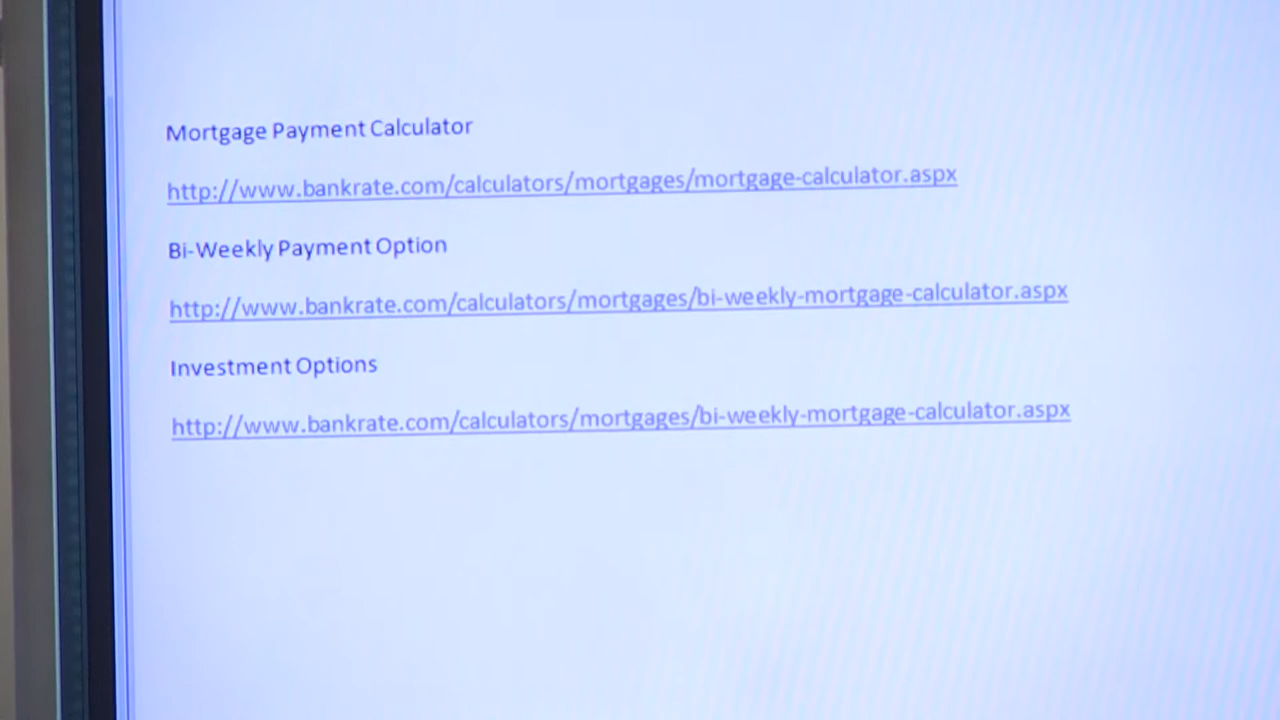 Mortgage Payment Calculator
http://www.bankrate.com/calculators/mortgages/mortgage-calculator.aspx
Bi-Weekly Payment Option
http://www.bankrate.com/calculators/mortgages/bi-weekly-mortgage-calculator.aspx
Investment Options
http://www.bankrate.com/calculators/mortgages/bi-weekly-mortgage-calculator.aspx